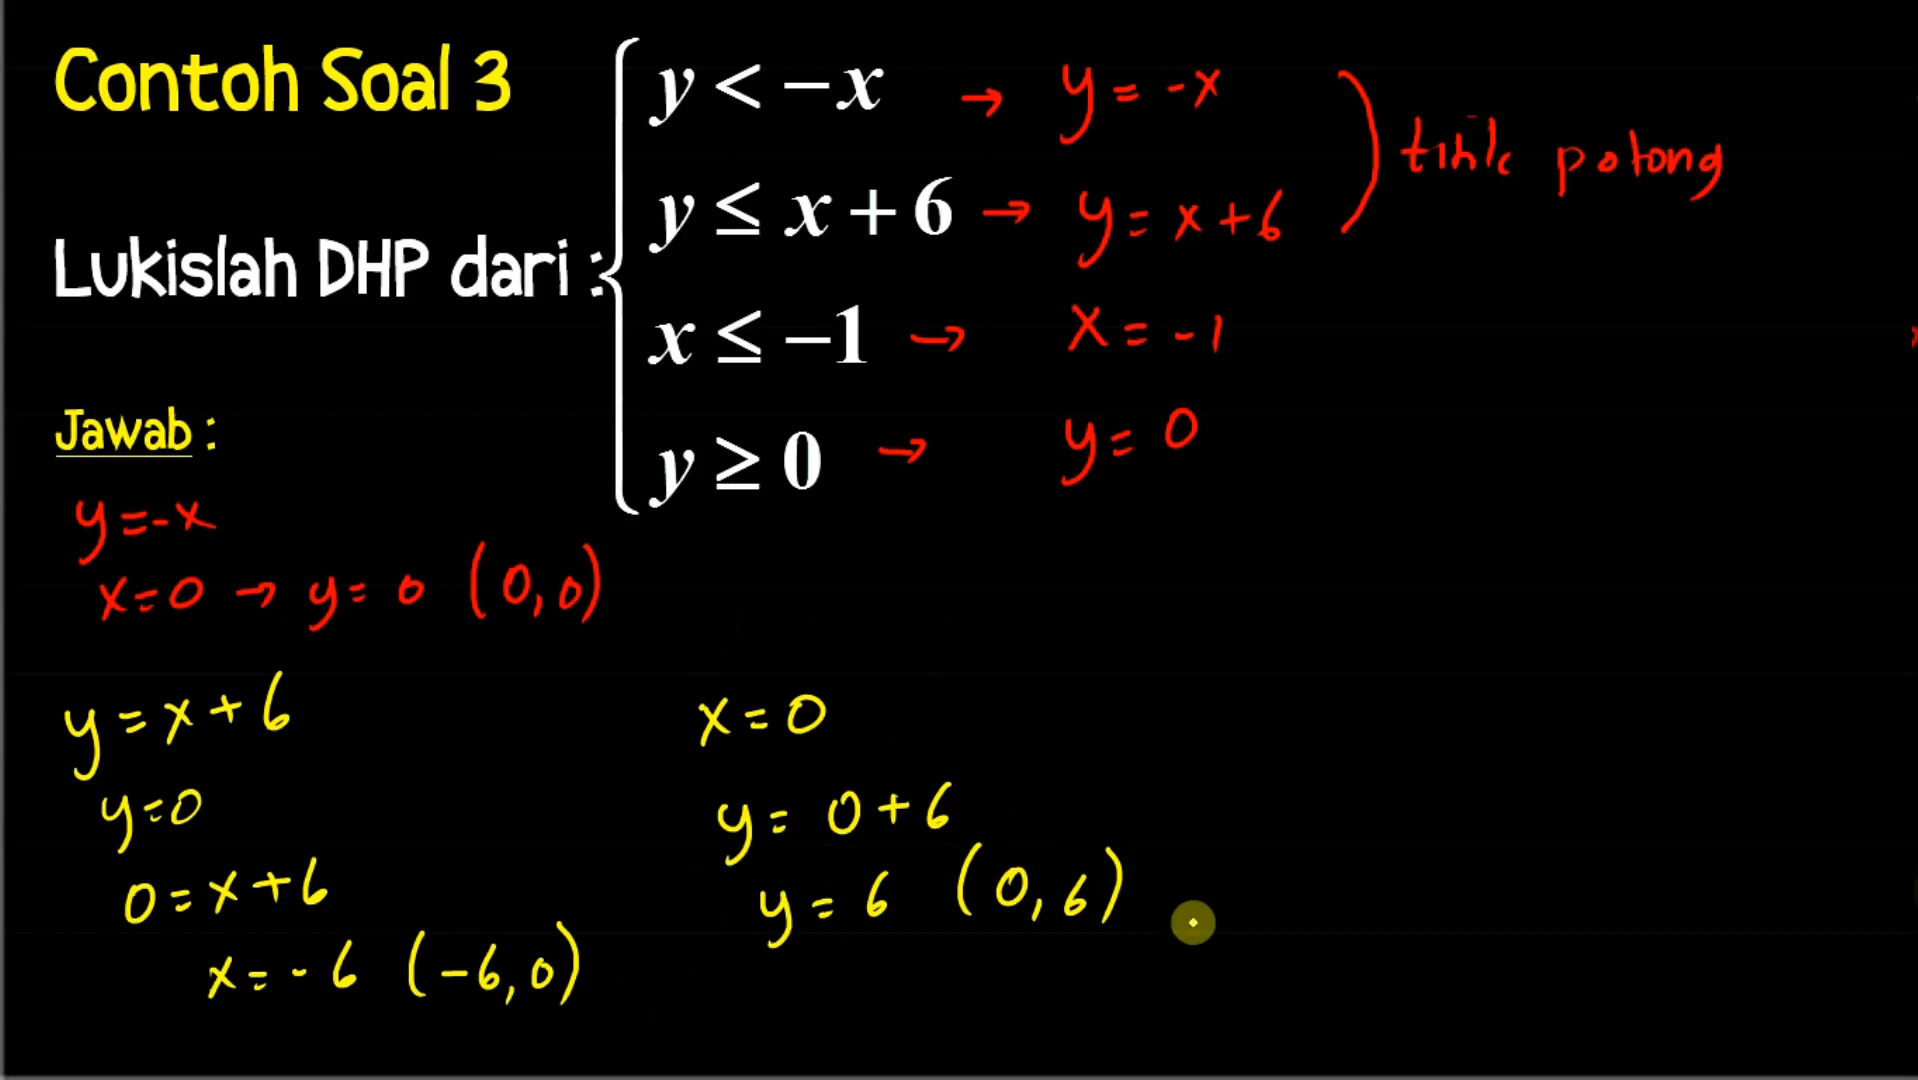 Contoh Soal 3
Lukislah DHP dari :
y < −x → y = -x
y ≤ x + 6 → y = x + 6
titik potong
x ≤ −1 → x = -1
y ≥ 0 → y = 0
Jawab :
y = -x
x = 0 → y = 0 (0,0)
y = x + 6
y = 0
0 = x + 6
x = - 6 (-6,0)
x = 0
y = 0 + 6
y = 6 (0,6)